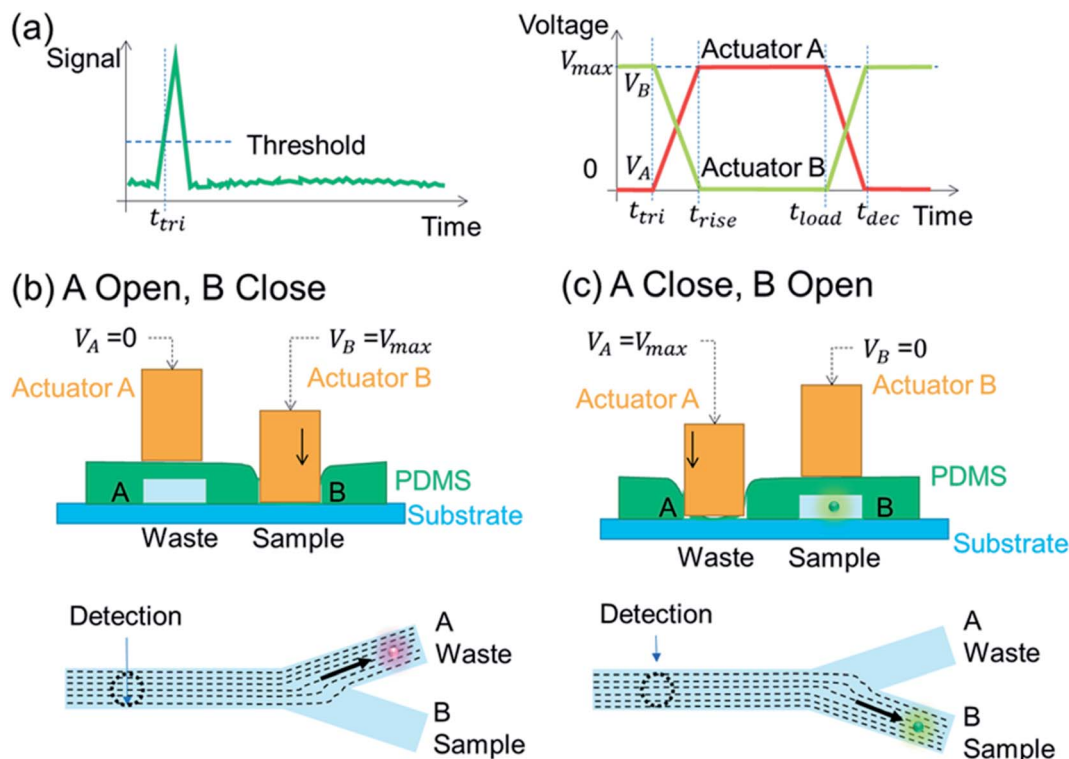 (a)
Signal
Threshold
t_tri
Time
Voltage
V_max
V_B
Actuator A
0
V_A
Actuator B
t_tri
t_rise
t_load
t_dec
Time
(b) A Open, B Close
V_A =0
V_B =V_max
Actuator A
Actuator B
A
B
PDMS
Substrate
Waste
Sample
Detection
A
Waste
B
Sample
(c) A Close, B Open
V_A =V_max
V_B =0
Actuator A
Actuator B
PDMS
A
B
Substrate
Waste
Sample
Detection
A
Waste
B
Sample